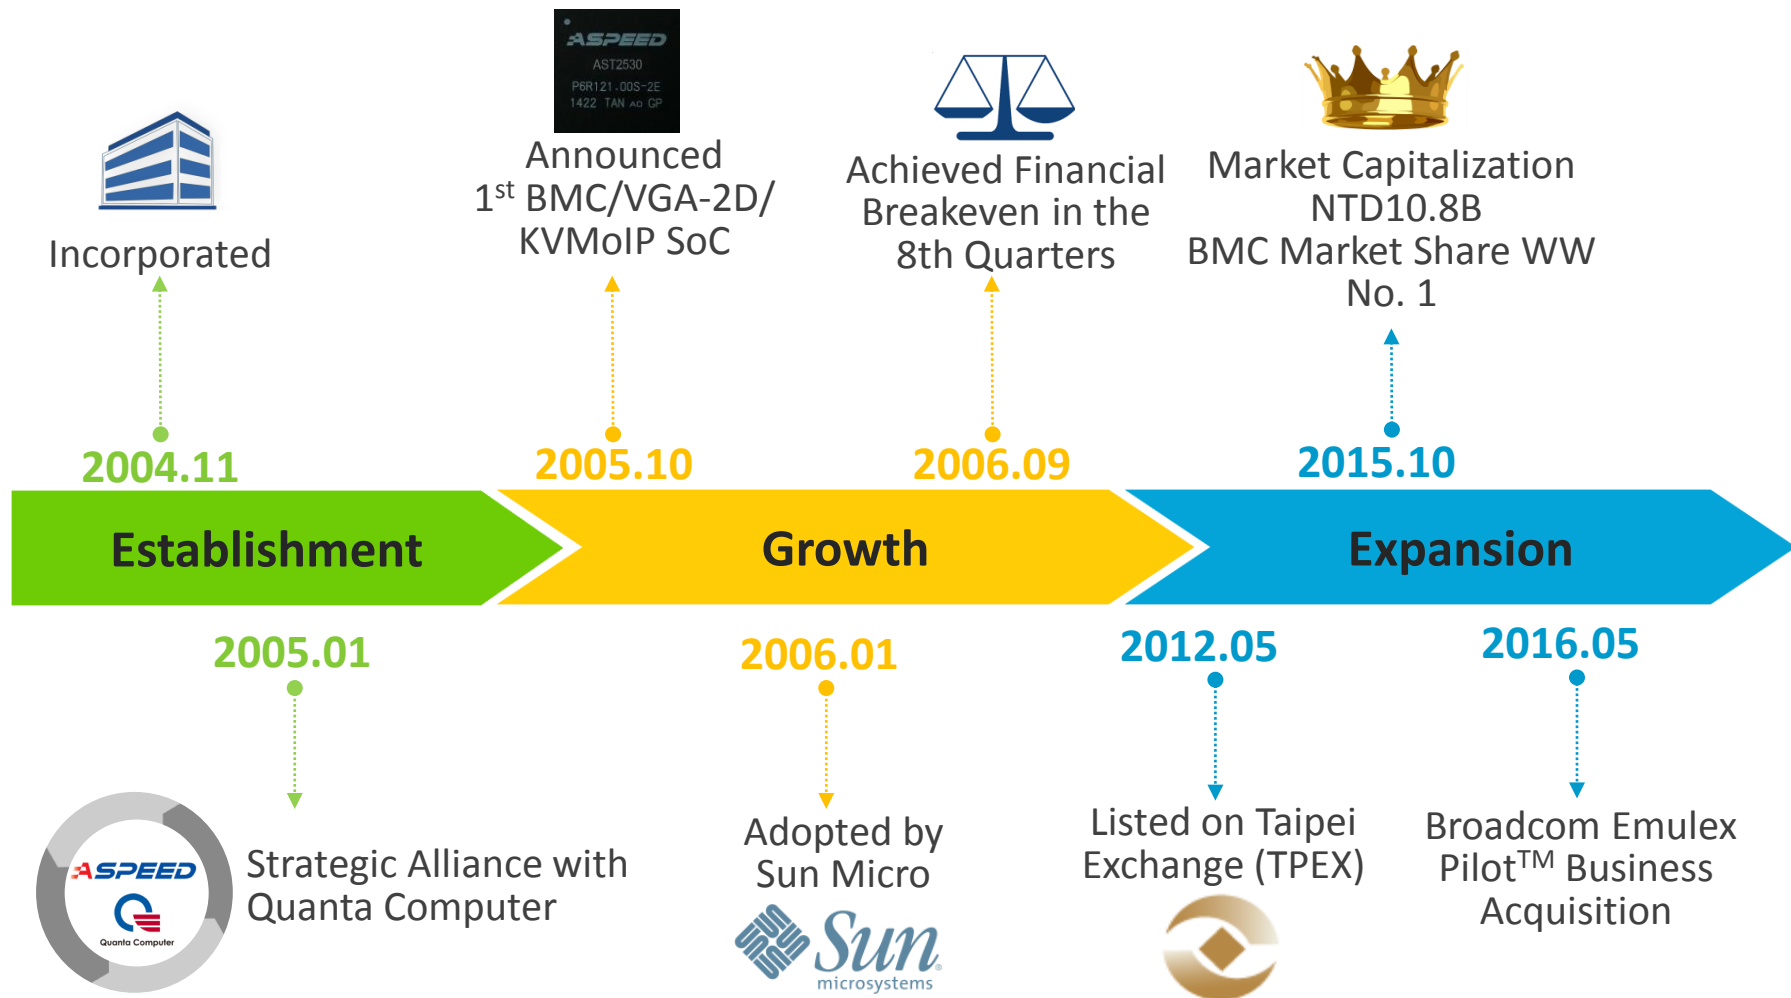 ASPEED
AST2530
P6R121.00S-2E
1422 TAN AO GP
Incorporated
Announced
1st BMC/VGA-2D/
KVMoIP SoC
Achieved Financial
Breakeven in the
8th Quarters
Market Capitalization
NTD10.8B
BMC Market Share WW
No. 1
2004.11
2005.10
2006.09
2015.10
Establishment
Growth
Expansion
2005.01
2006.01
2012.05
2016.05
ASPEED
Quanta Computer
Strategic Alliance with
Quanta Computer
Adopted by
Sun Micro
Sun
microsystems
Listed on Taipei
Exchange (TPEX)
Broadcom Emulex
Pilot™ Business
Acquisition